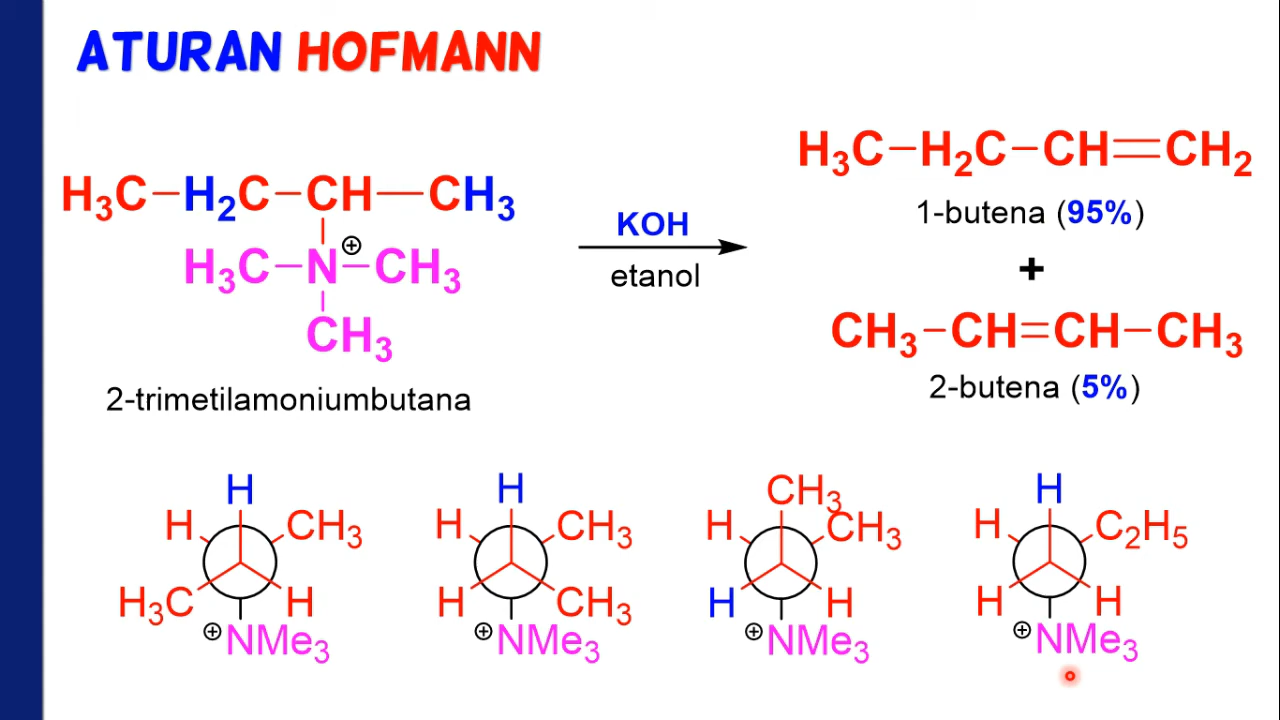 ATURAN HOFMANN
H₃C–H₂C–CH–CH₃
H₃C–N⊕–CH₃
CH₃
2-trimetilamoniumbutana
KOH
etanol
H₃C–H₂C–CH=CH₂
1-butena (95%)
+
CH₃–CH=CH–CH₃
2-butena (5%)
H
H CH₃
H₃C H
⊕NMe₃
H
H CH₃
H CH₃
⊕NMe₃
CH₃
H CH₃
H H
⊕NMe₃
H
H C₂H₅
H H
⊕NMe₃